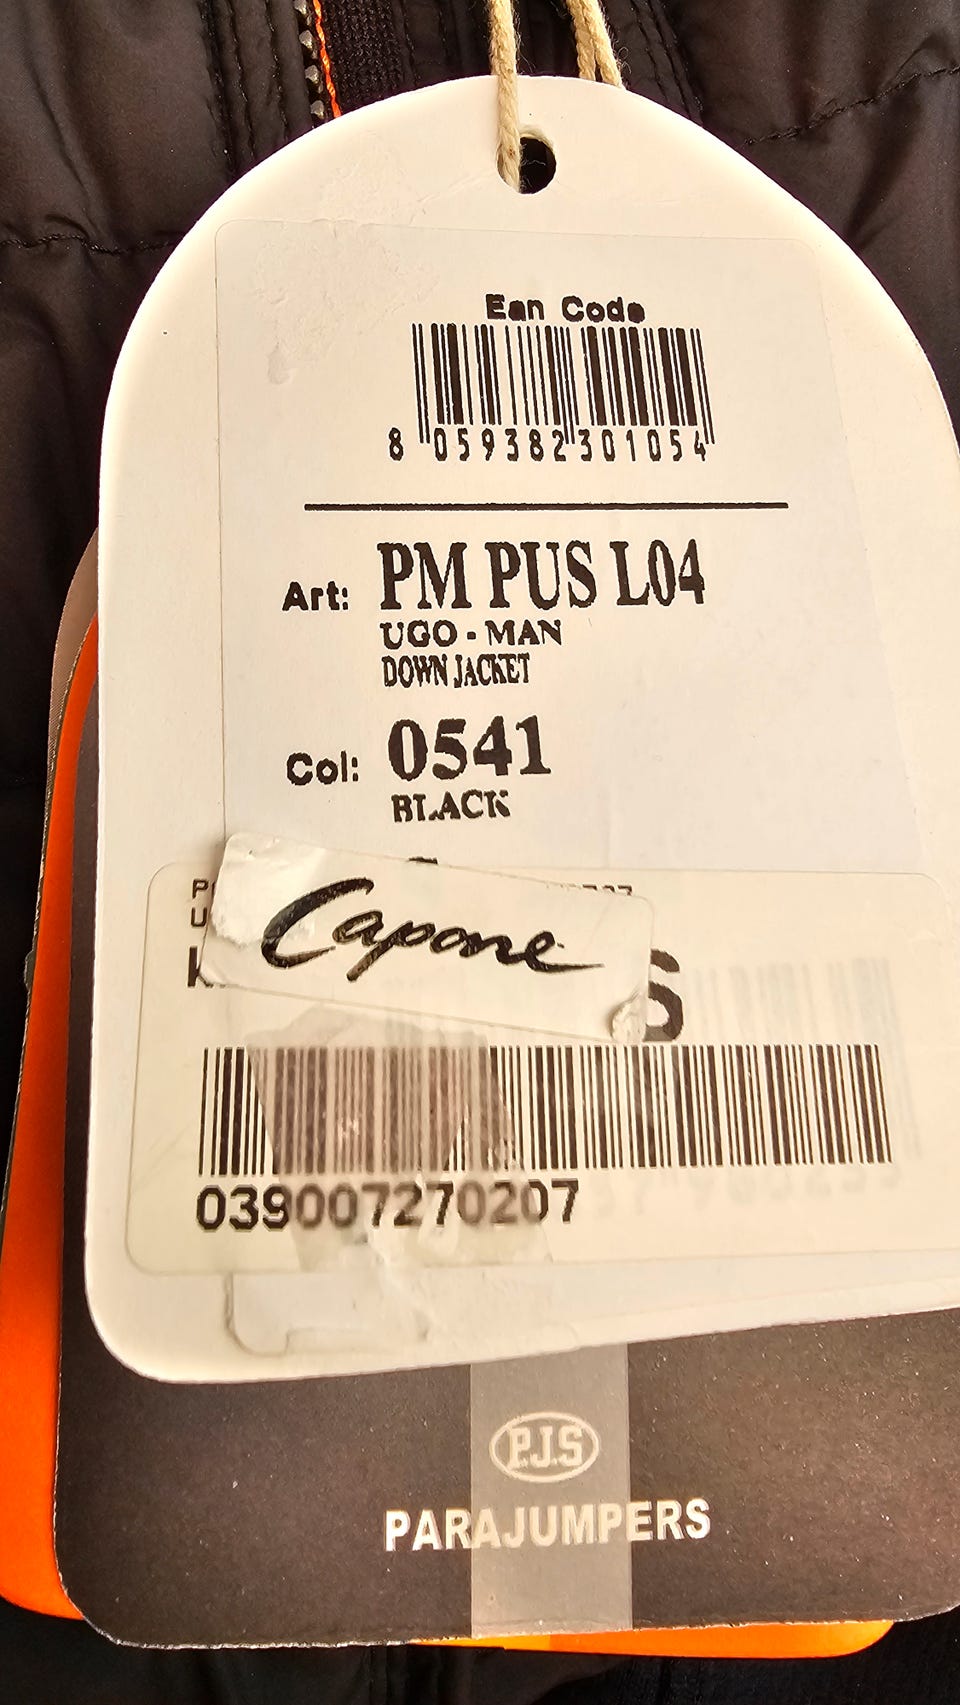 Ean Code
8 059382 301054
Art: PM PUS L04
UGO - MAN
DOWN JACKET
Col: 0541
BLACK
Capone
S
039007270207
P.J.S
PARAJUMPERS